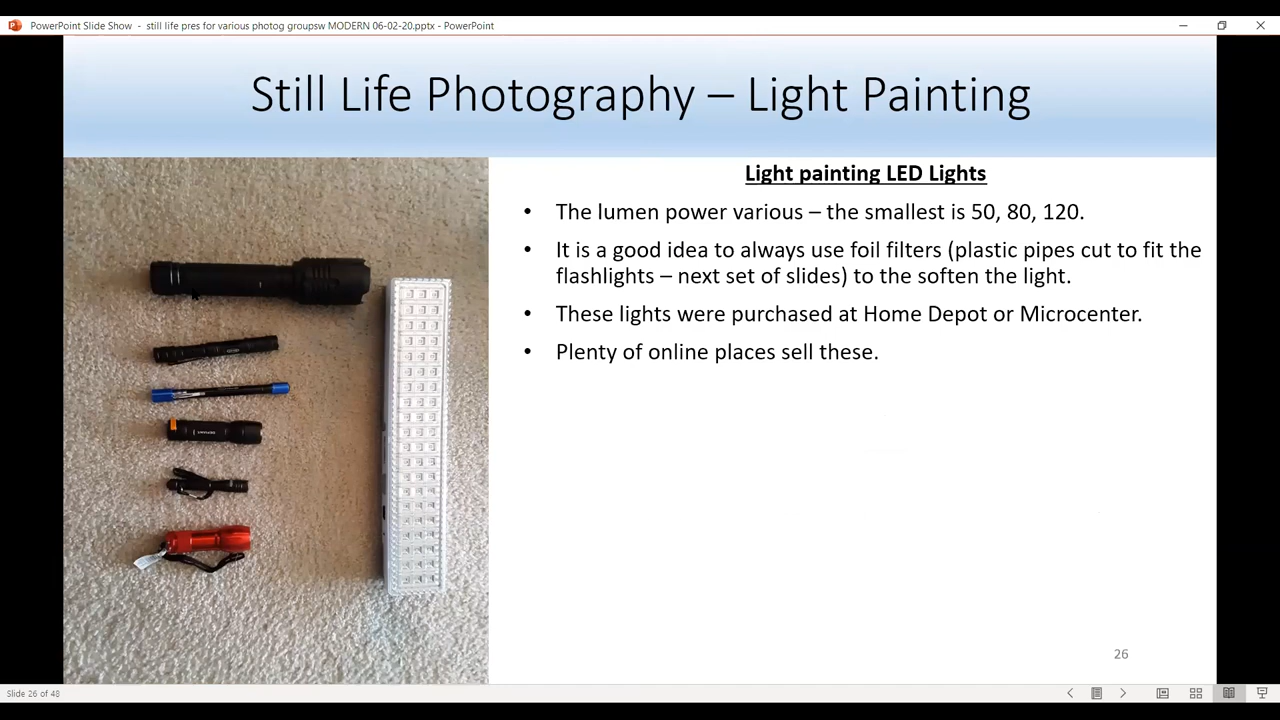 PowerPoint Slide Show - still life pres for various photog groupsw MODERN 06-02-20.pptx - PowerPoint
Still Life Photography – Light Painting
Light painting LED Lights
• The lumen power various – the smallest is 50, 80, 120.
• It is a good idea to always use foil filters (plastic pipes cut to fit the
flashlights – next set of slides) to the soften the light.
• These lights were purchased at Home Depot or Microcenter.
• Plenty of online places sell these.
26
Slide 26 of 48